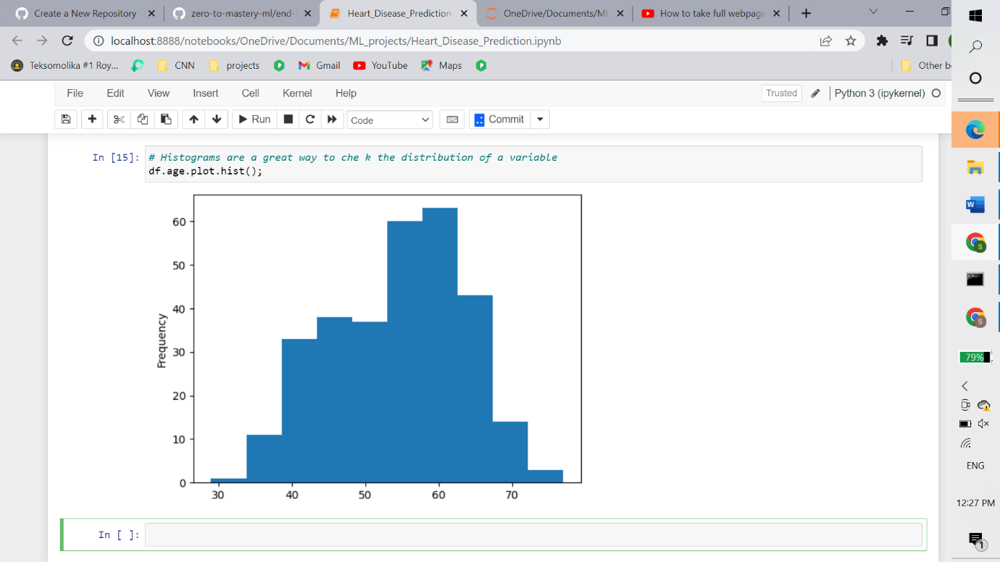 Create a New Repository
zero-to-mastery-ml/end-
Heart_Disease_Prediction
OneDrive/Documents/ML
How to take full webpage
localhost:8888/notebooks/OneDrive/Documents/ML_projects/Heart_Disease_Prediction.ipynb
Teksomolika #1 Roy... CNN projects Gmail YouTube Maps Other b
File Edit View Insert Cell Kernel Help Trusted Python 3 (ipykernel)
Run Code Commit
In [15]: # Histograms are a great way to che k the distribution of a variable
df.age.plot.hist();
60
50
40
30
20
10
0
Frequency
30 40 50 60 70
In [ ]:
W
S
S
79%
ENG
12:27 PM
1